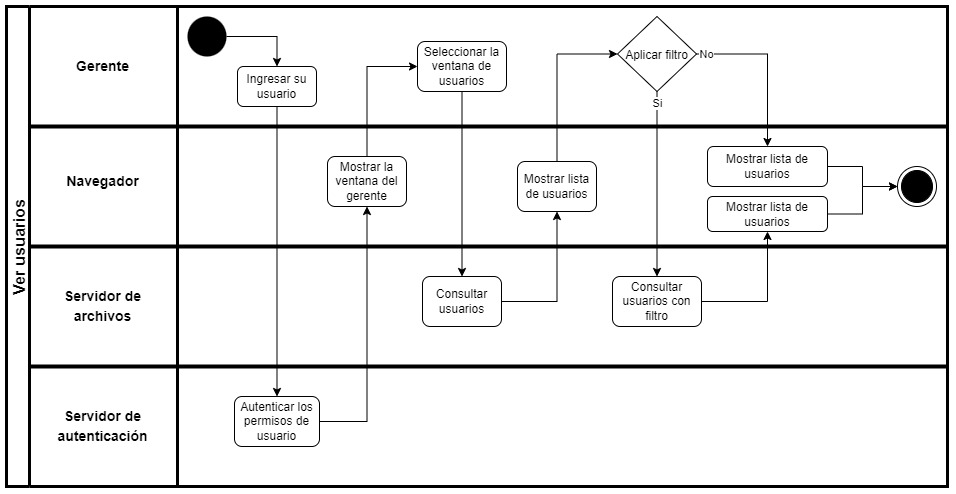 Ver usuarios
Gerente
Ingresar su
usuario
Seleccionar la
ventana de
usuarios
Aplicar filtro
No
Si
Navegador
Mostrar la
ventana del
gerente
Mostrar lista
de usuarios
Mostrar lista de
usuarios
Mostrar lista de
usuarios
Servidor de
archivos
Consultar
usuarios
Consultar
usuarios con
filtro
Servidor de
autenticación
Autenticar los
permisos de
usuario